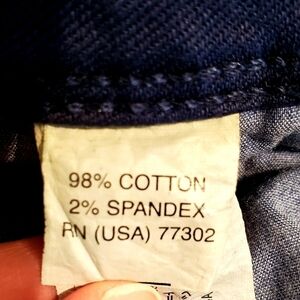 98% COTTON
2% SPANDEX
RN (USA) 77302